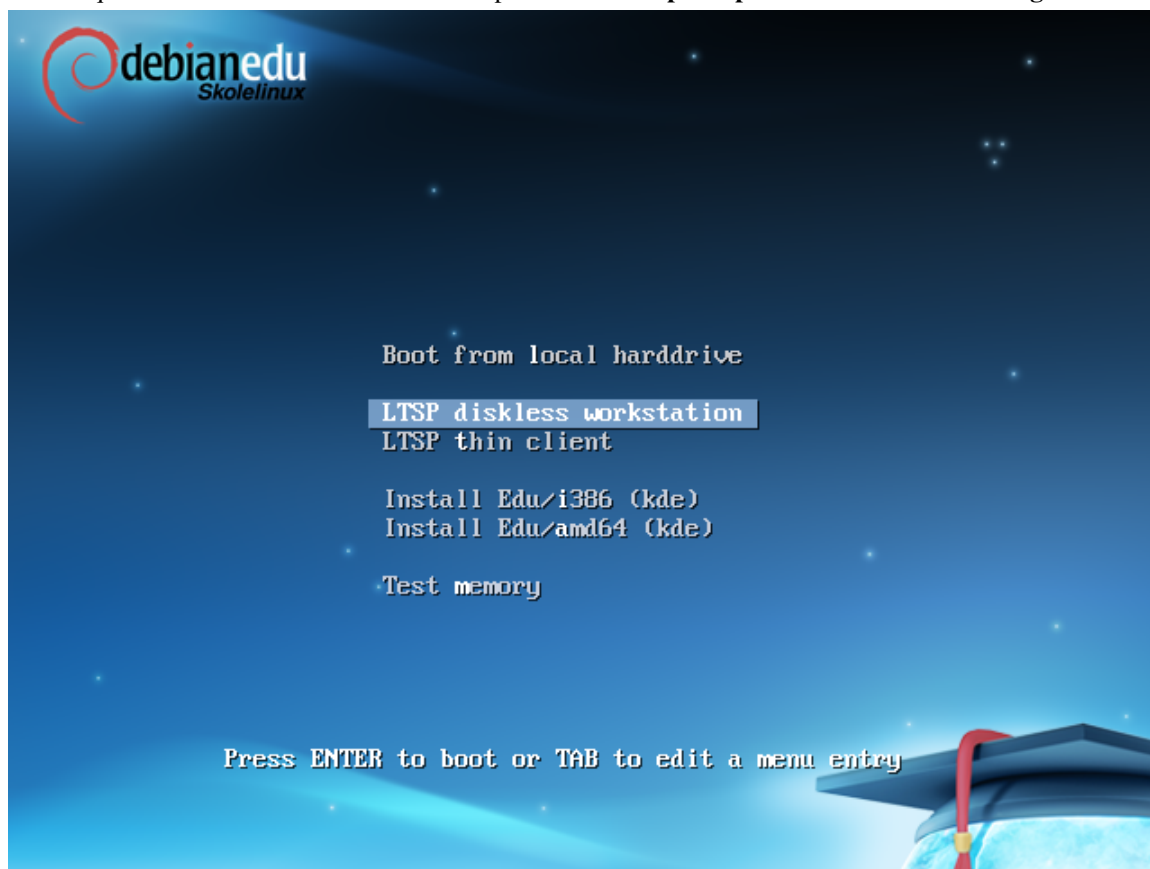 debianedu
Skolelinux
Boot from local harddrive
LTSP diskless workstation
LTSP thin client
Install Edu/i386 (kde)
Install Edu/amd64 (kde)
Test memory
Press ENTER to boot or TAB to edit a menu entry